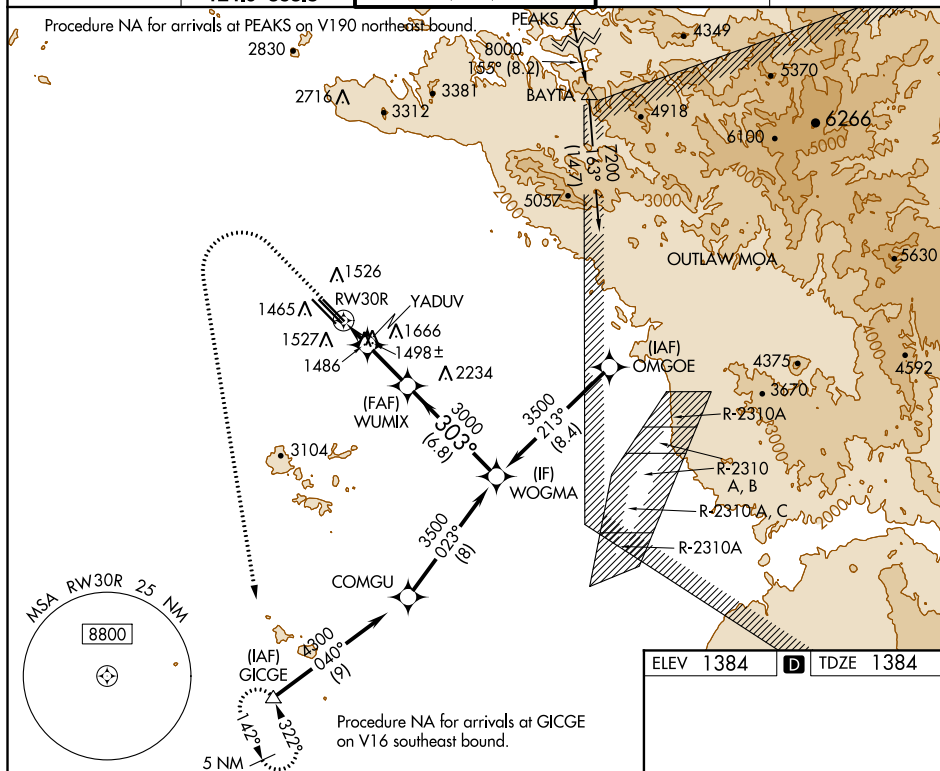 Procedure NA for arrivals at PEAKS on V190 northeast bound.
PEAKS
2830
8000
155° (8.2)
4349
5370
2716
3381
3312
BAYTA
4918
6266
6100
5000
7200
163°
(14.7)
4000
2000
3000
5057
OUTLAW MOA
5630
1526
RW30R
YADUV
1465
1527
1666
1486
1498±
2234
(IAF)
OMGOE
4375
4592
3670
(FAF)
WUMIX
3000
303°
(6.8)
3500
213°
(8.4)
R-2310A
3104
(IF)
WOGMA
R-2310
A, B
R-2310 A, C
R-2310A
3500
023°
(8)
COMGU
3000
MSA RW30R 25 NM
8800
4300
040°
(9)
(IAF)
GICGE
142°
322°
5 NM
Procedure NA for arrivals at GICGE
on V16 southeast bound.
ELEV 1384 D TDZE 1384